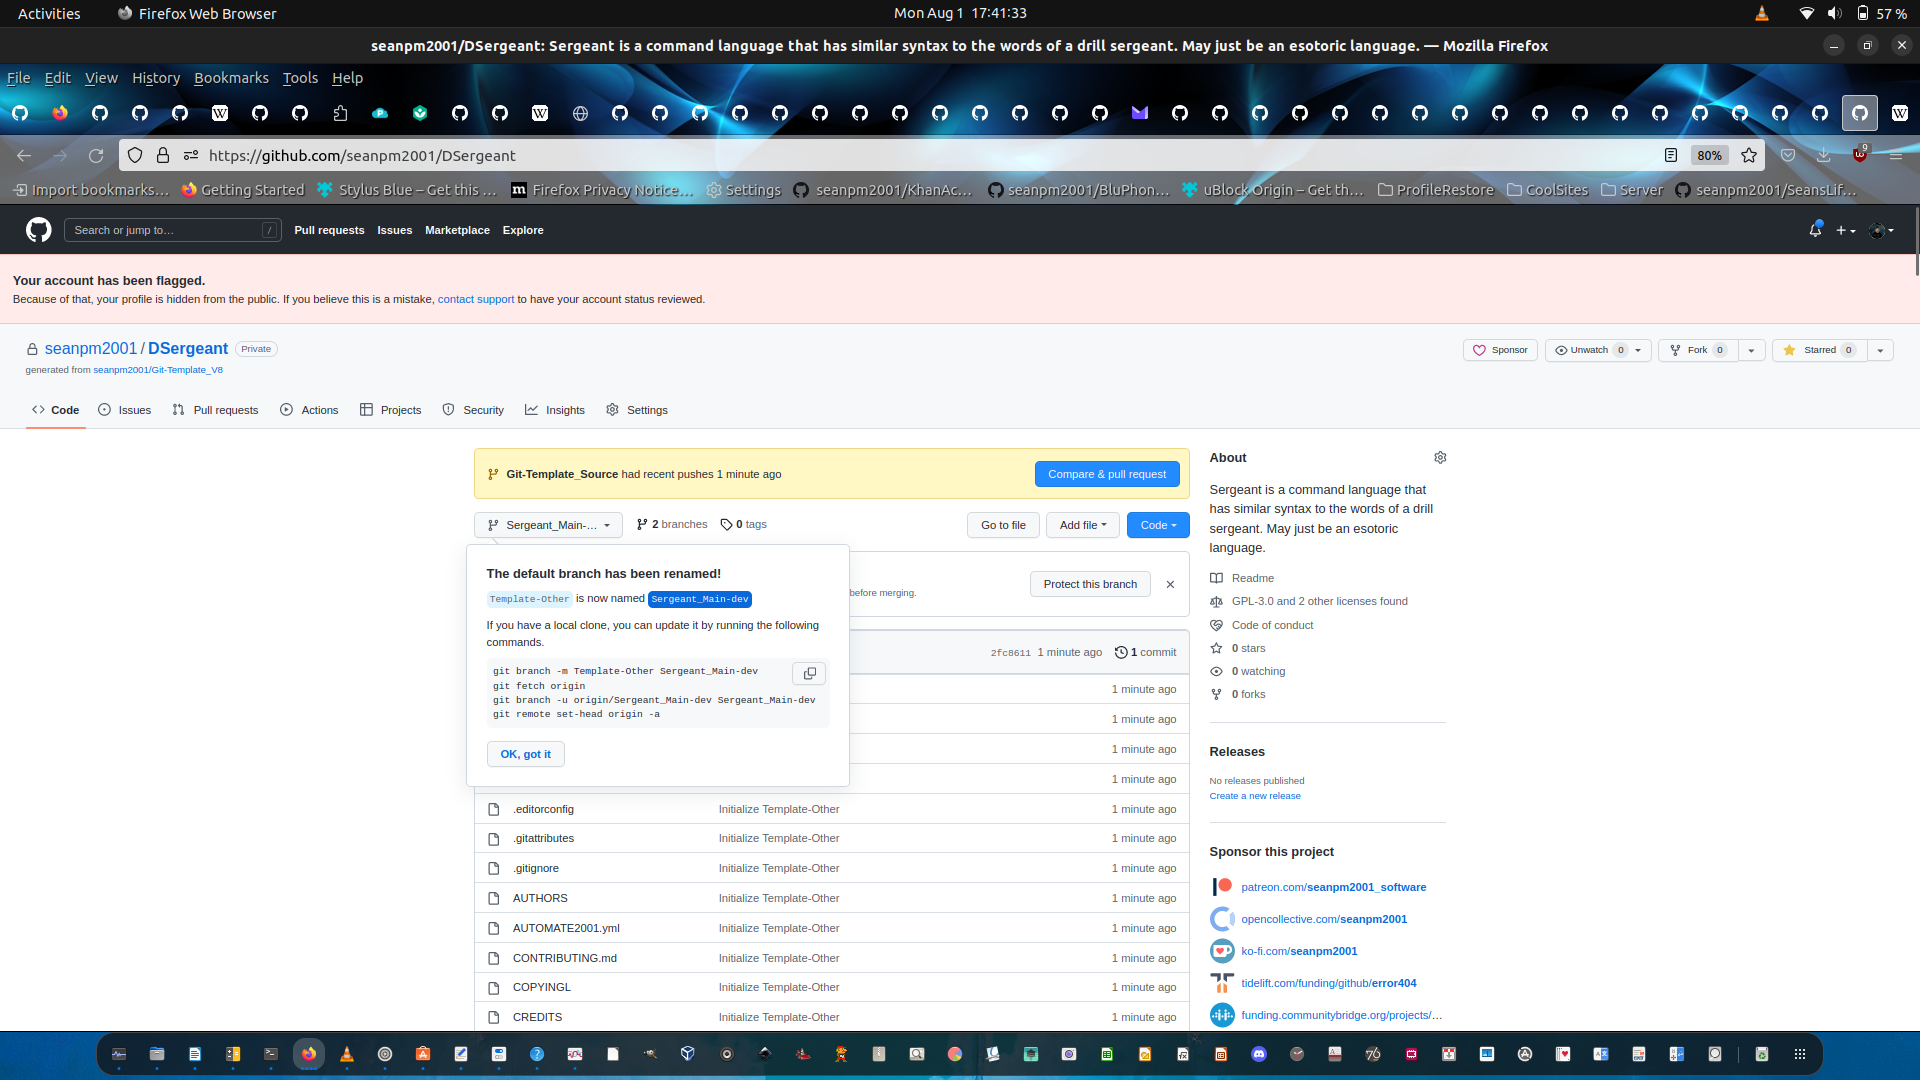 Activities
Firefox Web Browser
Mon Aug 1 17:41:33
57 %
seanpm2001/DSergeant: Sergeant is a command language that has similar syntax to the words of a drill sergeant. May just be an esoteric language. — Mozilla Firefox
File Edit View History Bookmarks Tools Help
https://github.com/seanpm2001/DSergeant
80%
9
Import bookmarks… Getting Started Stylus Blue – Get this … Firefox Privacy Notice… Settings seanpm2001/KhanAc… seanpm2001/BluPhon… uBlock Origin – Get th… ProfileRestore CoolSites Server seanpm2001/SeansLif…
Search or jump to… /
Pull requests Issues Marketplace Explore
Your account has been flagged.
Because of that, your profile is hidden from the public. If you believe this is a mistake, contact support to have your account status reviewed.
seanpm2001 / DSergeant Private
generated from seanpm2001/Git-Template_V8
Sponsor Unwatch 0 Fork 0 Starred 0
Code Issues Pull requests Actions Projects Security Insights Settings
Git-Template_Source had recent pushes 1 minute ago
Compare & pull request
Sergeant_Main-… 2 branches 0 tags
Go to file Add file Code
The default branch has been renamed!
Template-Other is now named Sergeant_Main-dev
If you have a local clone, you can update it by running the following
commands.
git branch -m Template-Other Sergeant_Main-dev
git fetch origin
git branch -u origin/Sergeant_Main-dev Sergeant_Main-dev
git remote set-head origin -a
OK, got it
before merging.
Protect this branch
2fc8611 1 minute ago 1 commit
1 minute ago
1 minute ago
1 minute ago
1 minute ago
.editorconfig Initialize Template-Other 1 minute ago
.gitattributes Initialize Template-Other 1 minute ago
.gitignore Initialize Template-Other 1 minute ago
AUTHORS Initialize Template-Other 1 minute ago
AUTOMATE2001.yml Initialize Template-Other 1 minute ago
CONTRIBUTING.md Initialize Template-Other 1 minute ago
COPYINGL Initialize Template-Other 1 minute ago
CREDITS Initialize Template-Other 1 minute ago
About
Sergeant is a command language that
has similar syntax to the words of a drill
sergeant. May just be an esotoric
language.
Readme
GPL-3.0 and 2 other licenses found
Code of conduct
0 stars
0 watching
0 forks
Releases
No releases published
Create a new release
Sponsor this project
patreon.com/seanpm2001_software
opencollective.com/seanpm2001
ko-fi.com/seanpm2001
tidelift.com/funding/github/error404
funding.communitybridge.org/projects/…